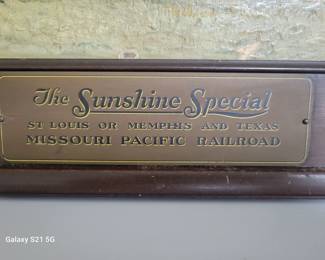 The Sunshine Special
ST LOUIS OR MEMPHIS AND TEXAS
MISSOURI PACIFIC RAILROAD
Galaxy S21 5G